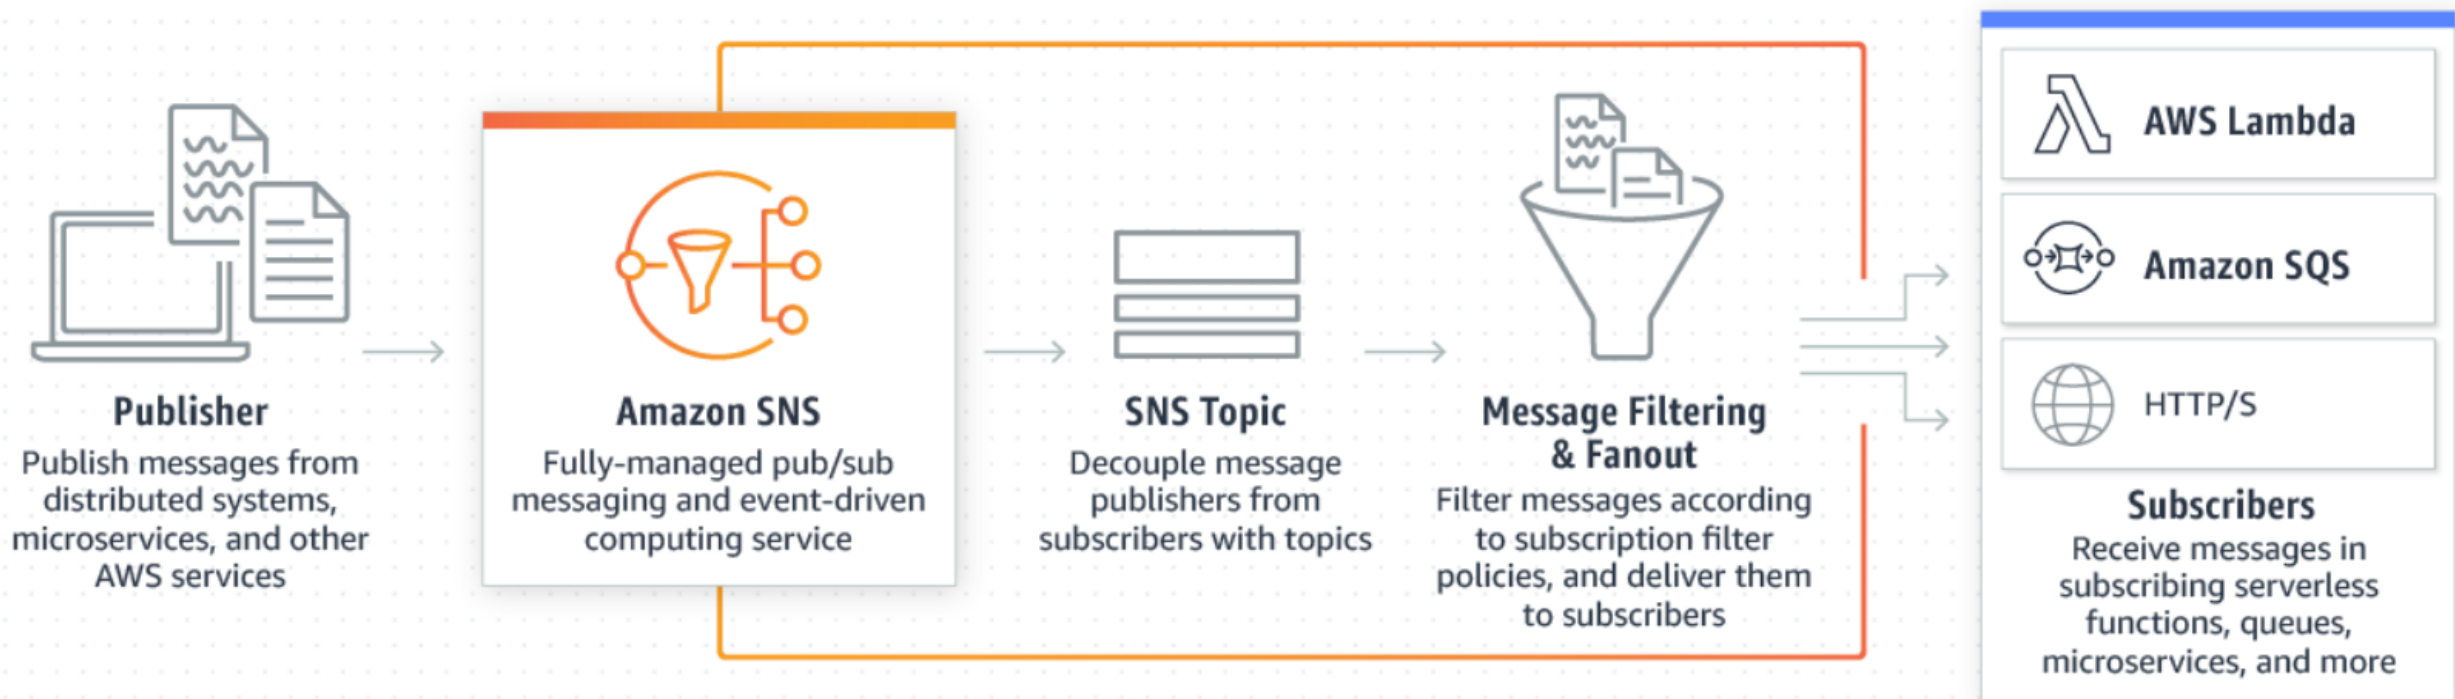 Publisher
Publish messages from
distributed systems,
microservices, and other
AWS services
Amazon SNS
Fully-managed pub/sub
messaging and event-driven
computing service
SNS Topic
Decouple message
publishers from
subscribers with topics
Message Filtering
& Fanout
Filter messages according
to subscription filter
policies, and deliver them
to subscribers
AWS Lambda
Amazon SQS
HTTP/S
Subscribers
Receive messages in
subscribing serverless
functions, queues,
microservices, and more